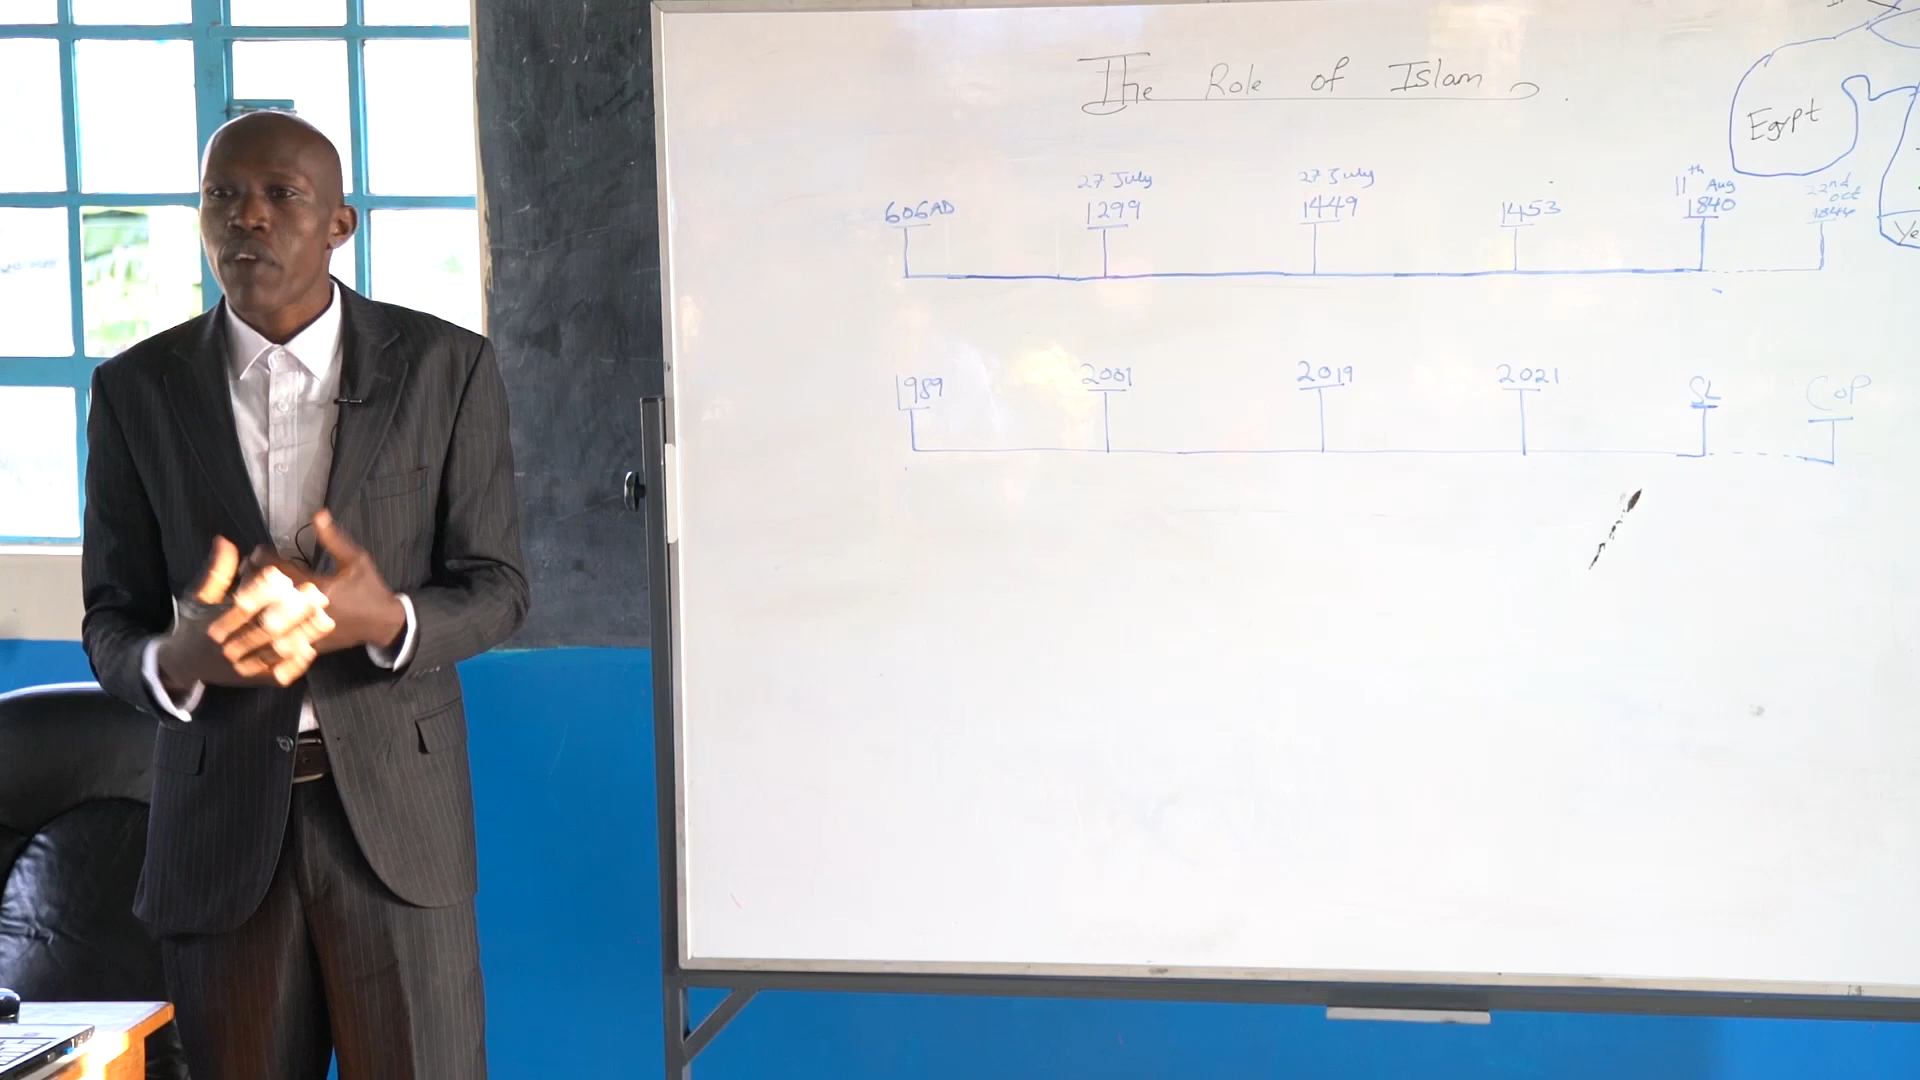 The Role of Islam
Egypt
606AD
27 July
1299
27 July
1449
1453
11th Aug
1840
22nd
oct
1844
Ye
1989
2001
2019
2021
SL
CoP